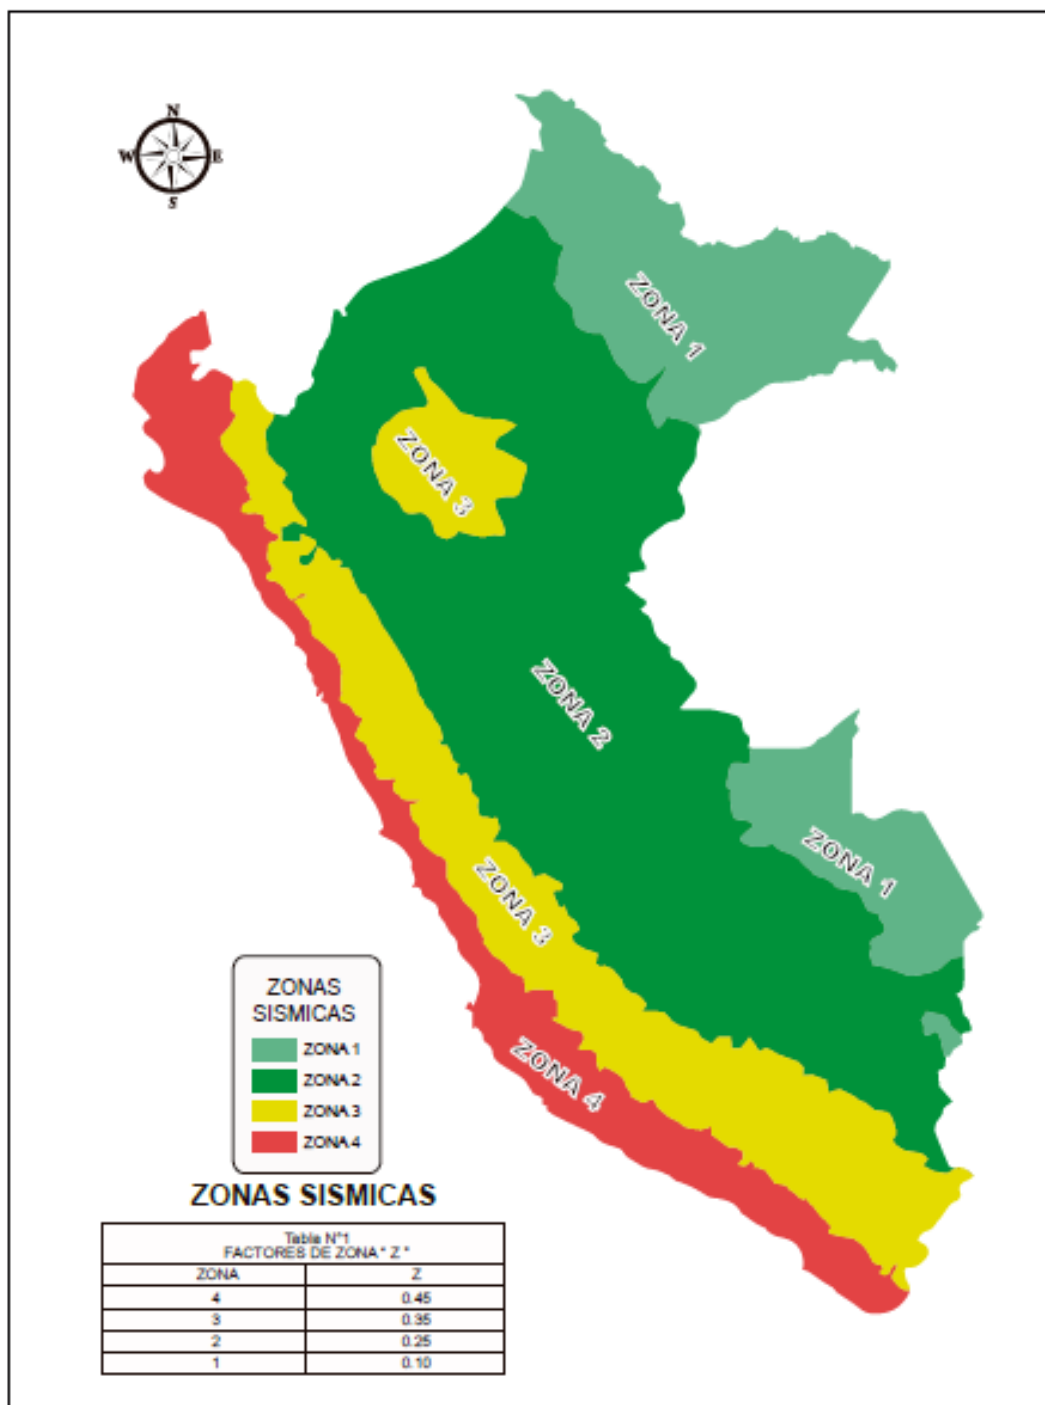 N
W E
S
ZONA 1
ZONA 3
ZONA 2
ZONA 1
ZONA 3
ZONA 4
ZONAS
SISMICAS
ZONA 1
ZONA 2
ZONA 3
ZONA 4
ZONAS SISMICAS
Tabla N°1
FACTORES DE ZONA " Z "
ZONA Z
4 0.45
3 0.35
2 0.25
1 0.10